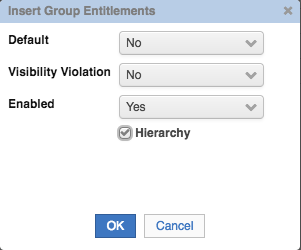 Insert Group Entitlements
Default No
Visibility Violation No
Enabled Yes
Hierarchy
OK Cancel